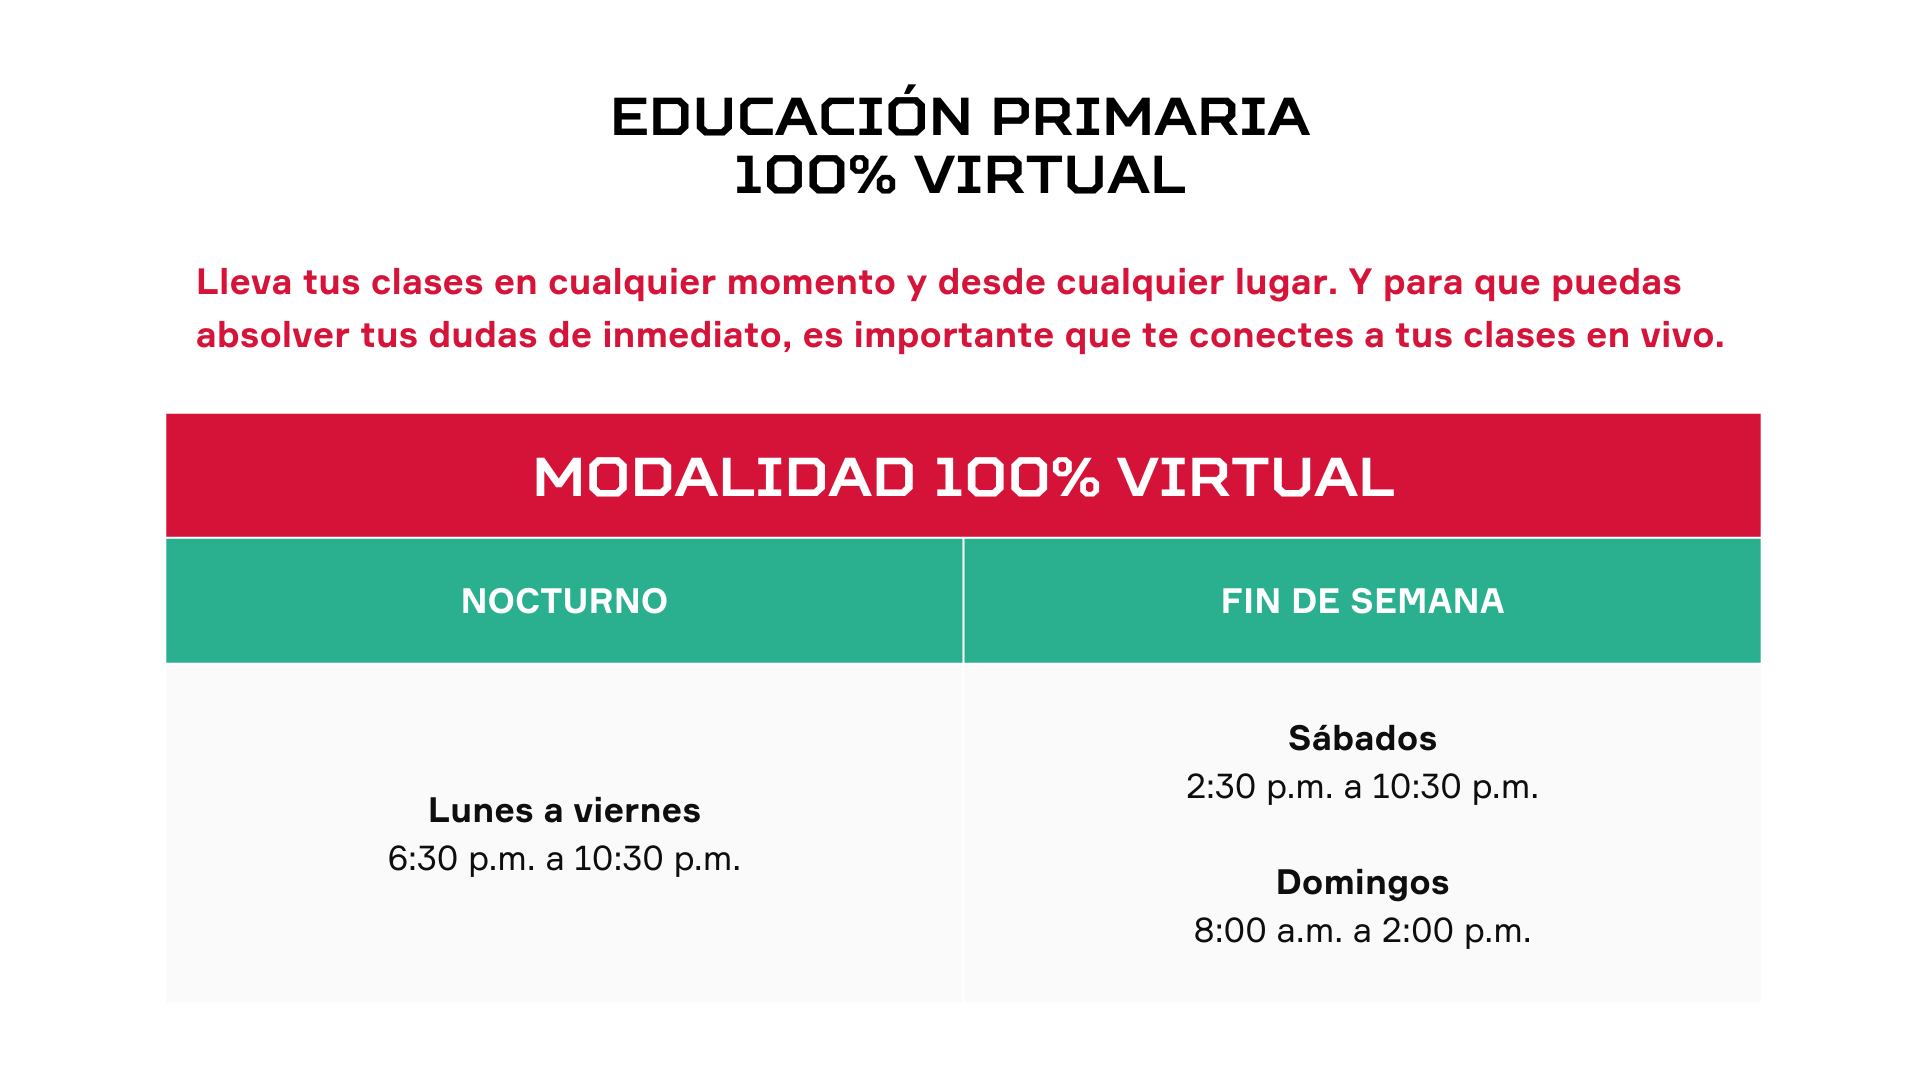 EDUCACIÓN PRIMARIA
100% VIRTUAL
Lleva tus clases en cualquier momento y desde cualquier lugar. Y para que puedas
absolver tus dudas de inmediato, es importante que te conectes a tus clases en vivo.
MODALIDAD 100% VIRTUAL
NOCTURNO
FIN DE SEMANA
Lunes a viernes
6:30 p.m. a 10:30 p.m.
Sábados
2:30 p.m. a 10:30 p.m.
Domingos
8:00 a.m. a 2:00 p.m.